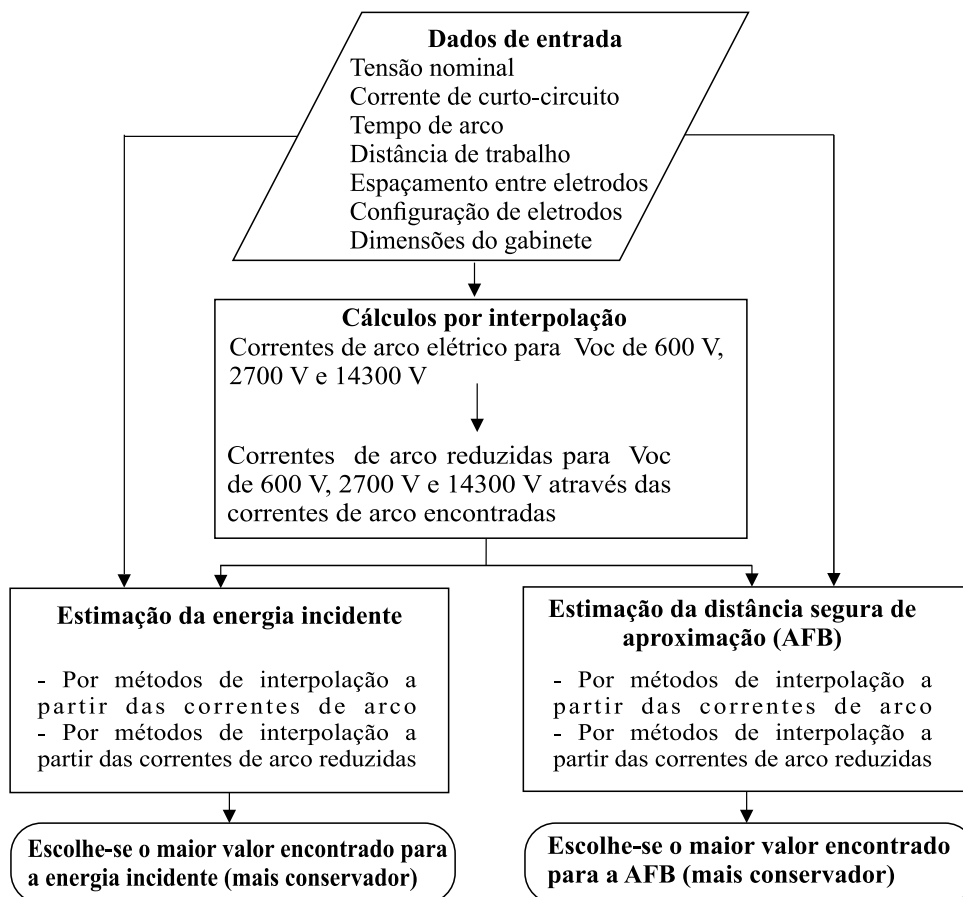 Dados de entrada
Tensão nominal
Corrente de curto-circuito
Tempo de arco
Distância de trabalho
Espaçamento entre eletrodos
Configuração de eletrodos
Dimensões do gabinete
Cálculos por interpolação
Correntes de arco elétrico para Voc de 600 V,
2700 V e 14300 V
Correntes de arco reduzidas para Voc
de 600 V, 2700 V e 14300 V através das
correntes de arco encontradas
Estimação da energia incidente
- Por métodos de interpolação a
partir das correntes de arco
- Por métodos de interpolação a
partir das correntes de arco reduzidas
Estimação da distância segura de
aproximação (AFB)
- Por métodos de interpolação a
partir das correntes de arco
- Por métodos de interpolação a
partir das correntes de arco reduzidas
Escolhe-se o maior valor encontrado para
a energia incidente (mais conservador)
Escolhe-se o maior valor encontrado
para a AFB (mais conservador)